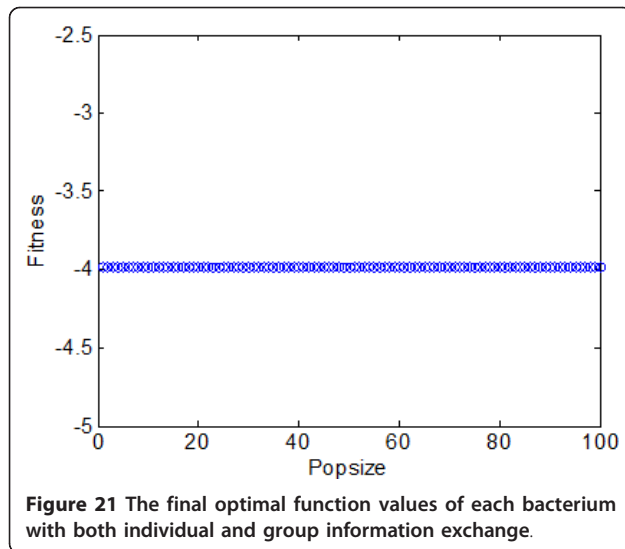 -2.5
-3
-3.5
-4
-4.5
-5
Fitness
0 20 40 60 80 100
Popsize
Figure 21 The final optimal function values of each bacterium
with both individual and group information exchange.